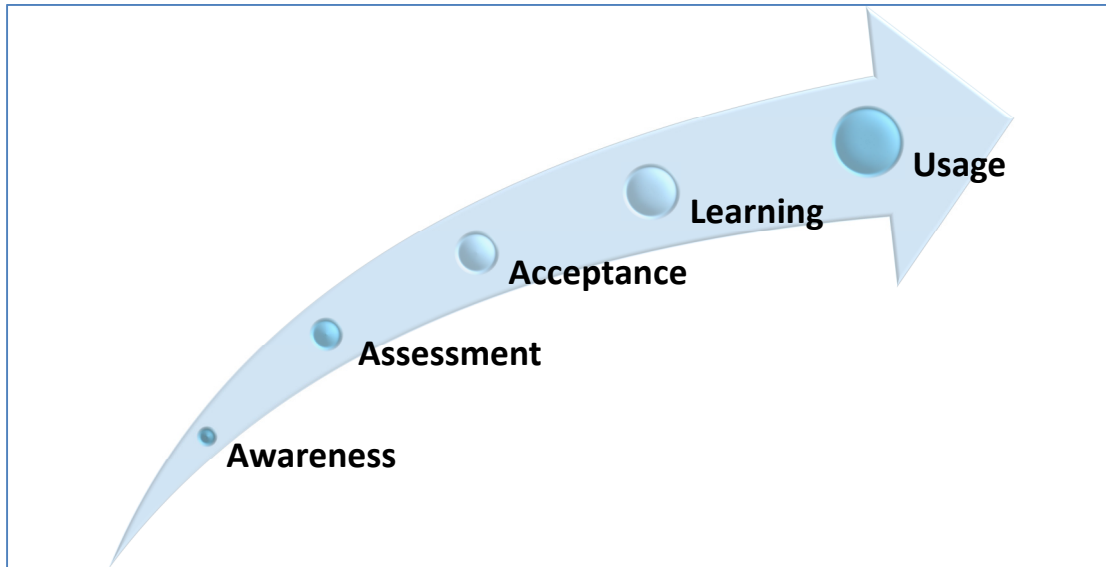 Usage
Learning
Acceptance
Assessment
Awareness